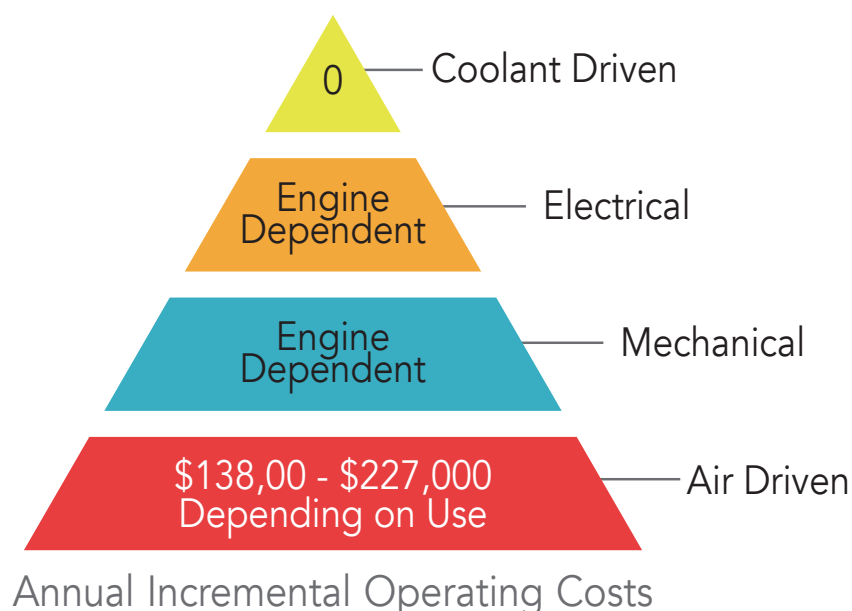 0
Coolant Driven
Engine
Dependent
Electrical
Engine
Dependent
Mechanical
$138,00 - $227,000
Depending on Use
Air Driven
Annual Incremental Operating Costs